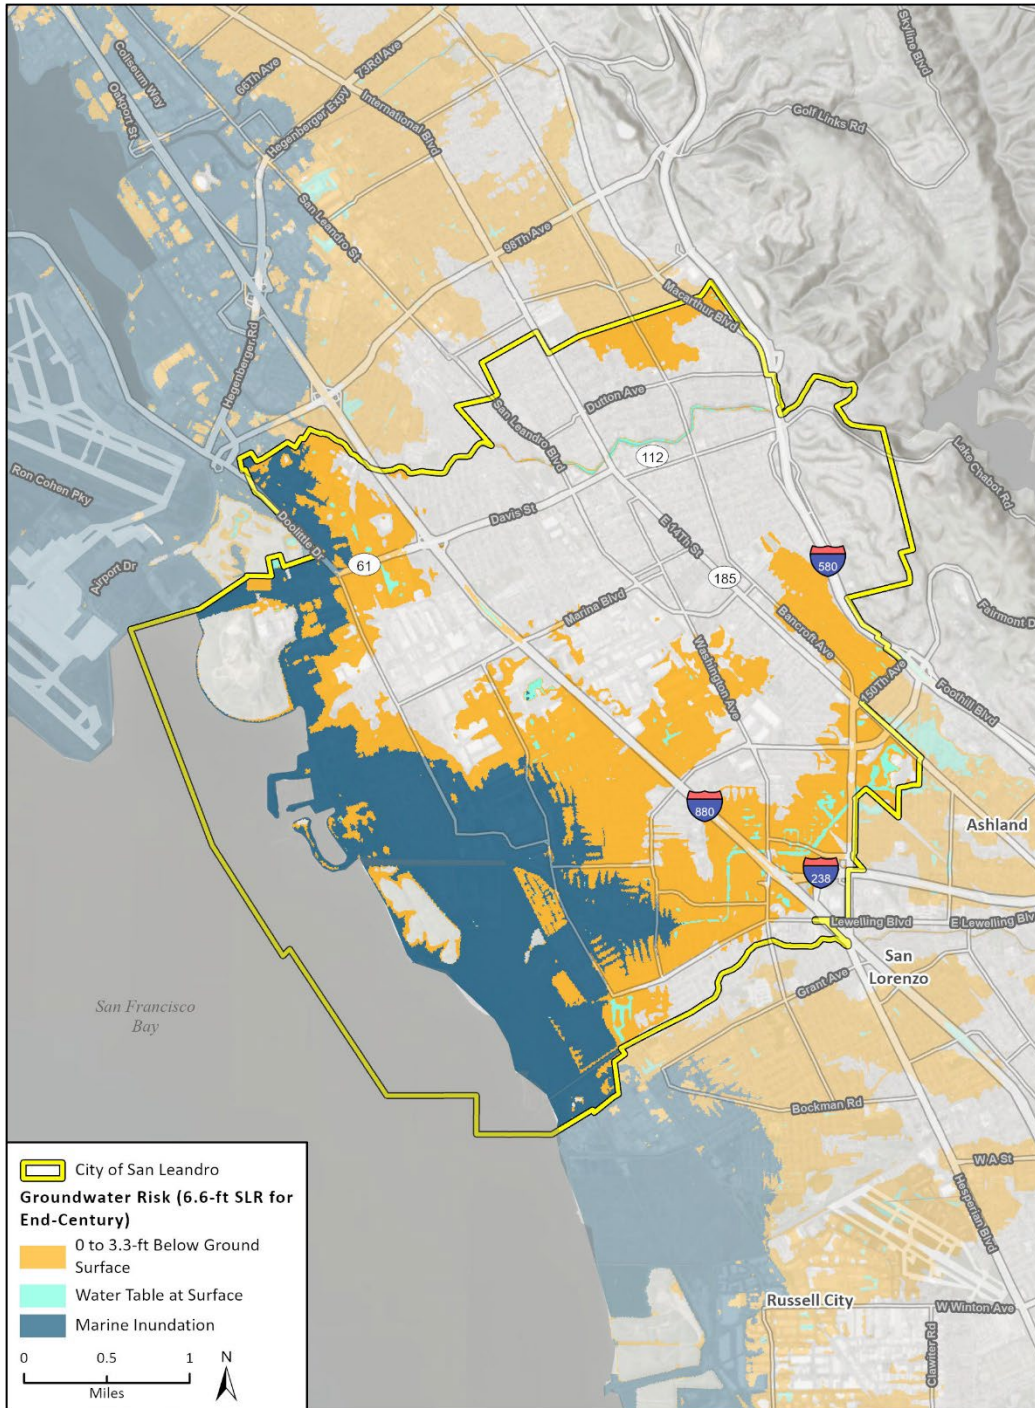 Skyline Blvd
Coliseum Way
66Th Ave
73Rd Ave
Oakport St
Hegenberger Expy
International Blvd
Golf Links Rd
San Leandro St
98Th Ave
Macarthur Blvd
Hegenberger Rd
Dutton Ave
San Leandro Blvd
Lake Chabot Rd
112
Ron Cohen Pky
Davis St
Doolittle Dr
E 14Th St
Airport Dr
61
580
185
Marina Blvd
Bancroft Ave
Fairmont D
Washington Ave
150Th Ave
Foothill Blvd
880
Ashland
238
Lewelling Blvd
E Lewelling Blv
San
Lorenzo
Grant Ave
San Francisco
Bay
Bockman Rd
W A St
Hesperian Blvd
Russell City
W Winton Ave
Clawiter Rd
City of San Leandro
Groundwater Risk (6.6-ft SLR for
End-Century)
0 to 3.3-ft Below Ground
Surface
Water Table at Surface
Marine Inundation
0 0.5 1
Miles
N